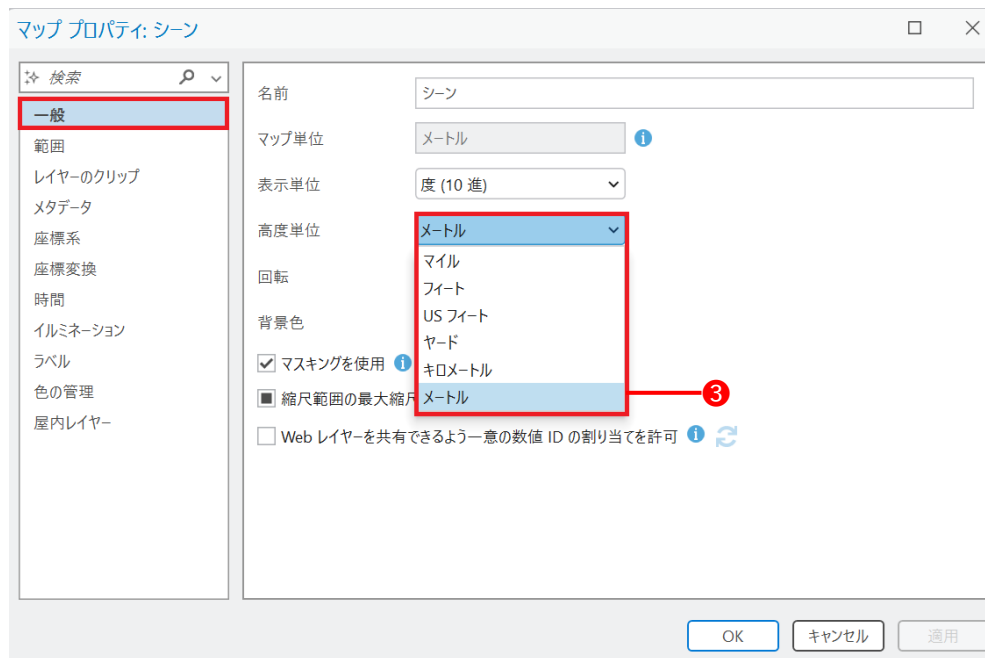 マップ プロパティ: シーン
検索
一般
範囲
レイヤーのクリップ
メタデータ
座標系
座標変換
時間
イルミネーション
ラベル
色の管理
屋内レイヤー
名前 シーン
マップ単位 メートル
表示単位 度 (10 進)
高度単位 メートル
マイル
フィート
US フィート
ヤード
キロメートル
メートル
3
回転
背景色
マスキングを使用
縮尺範囲の最大縮尺
Web レイヤーを共有できるよう一意の数値 ID の割り当てを許可
OK キャンセル 適用